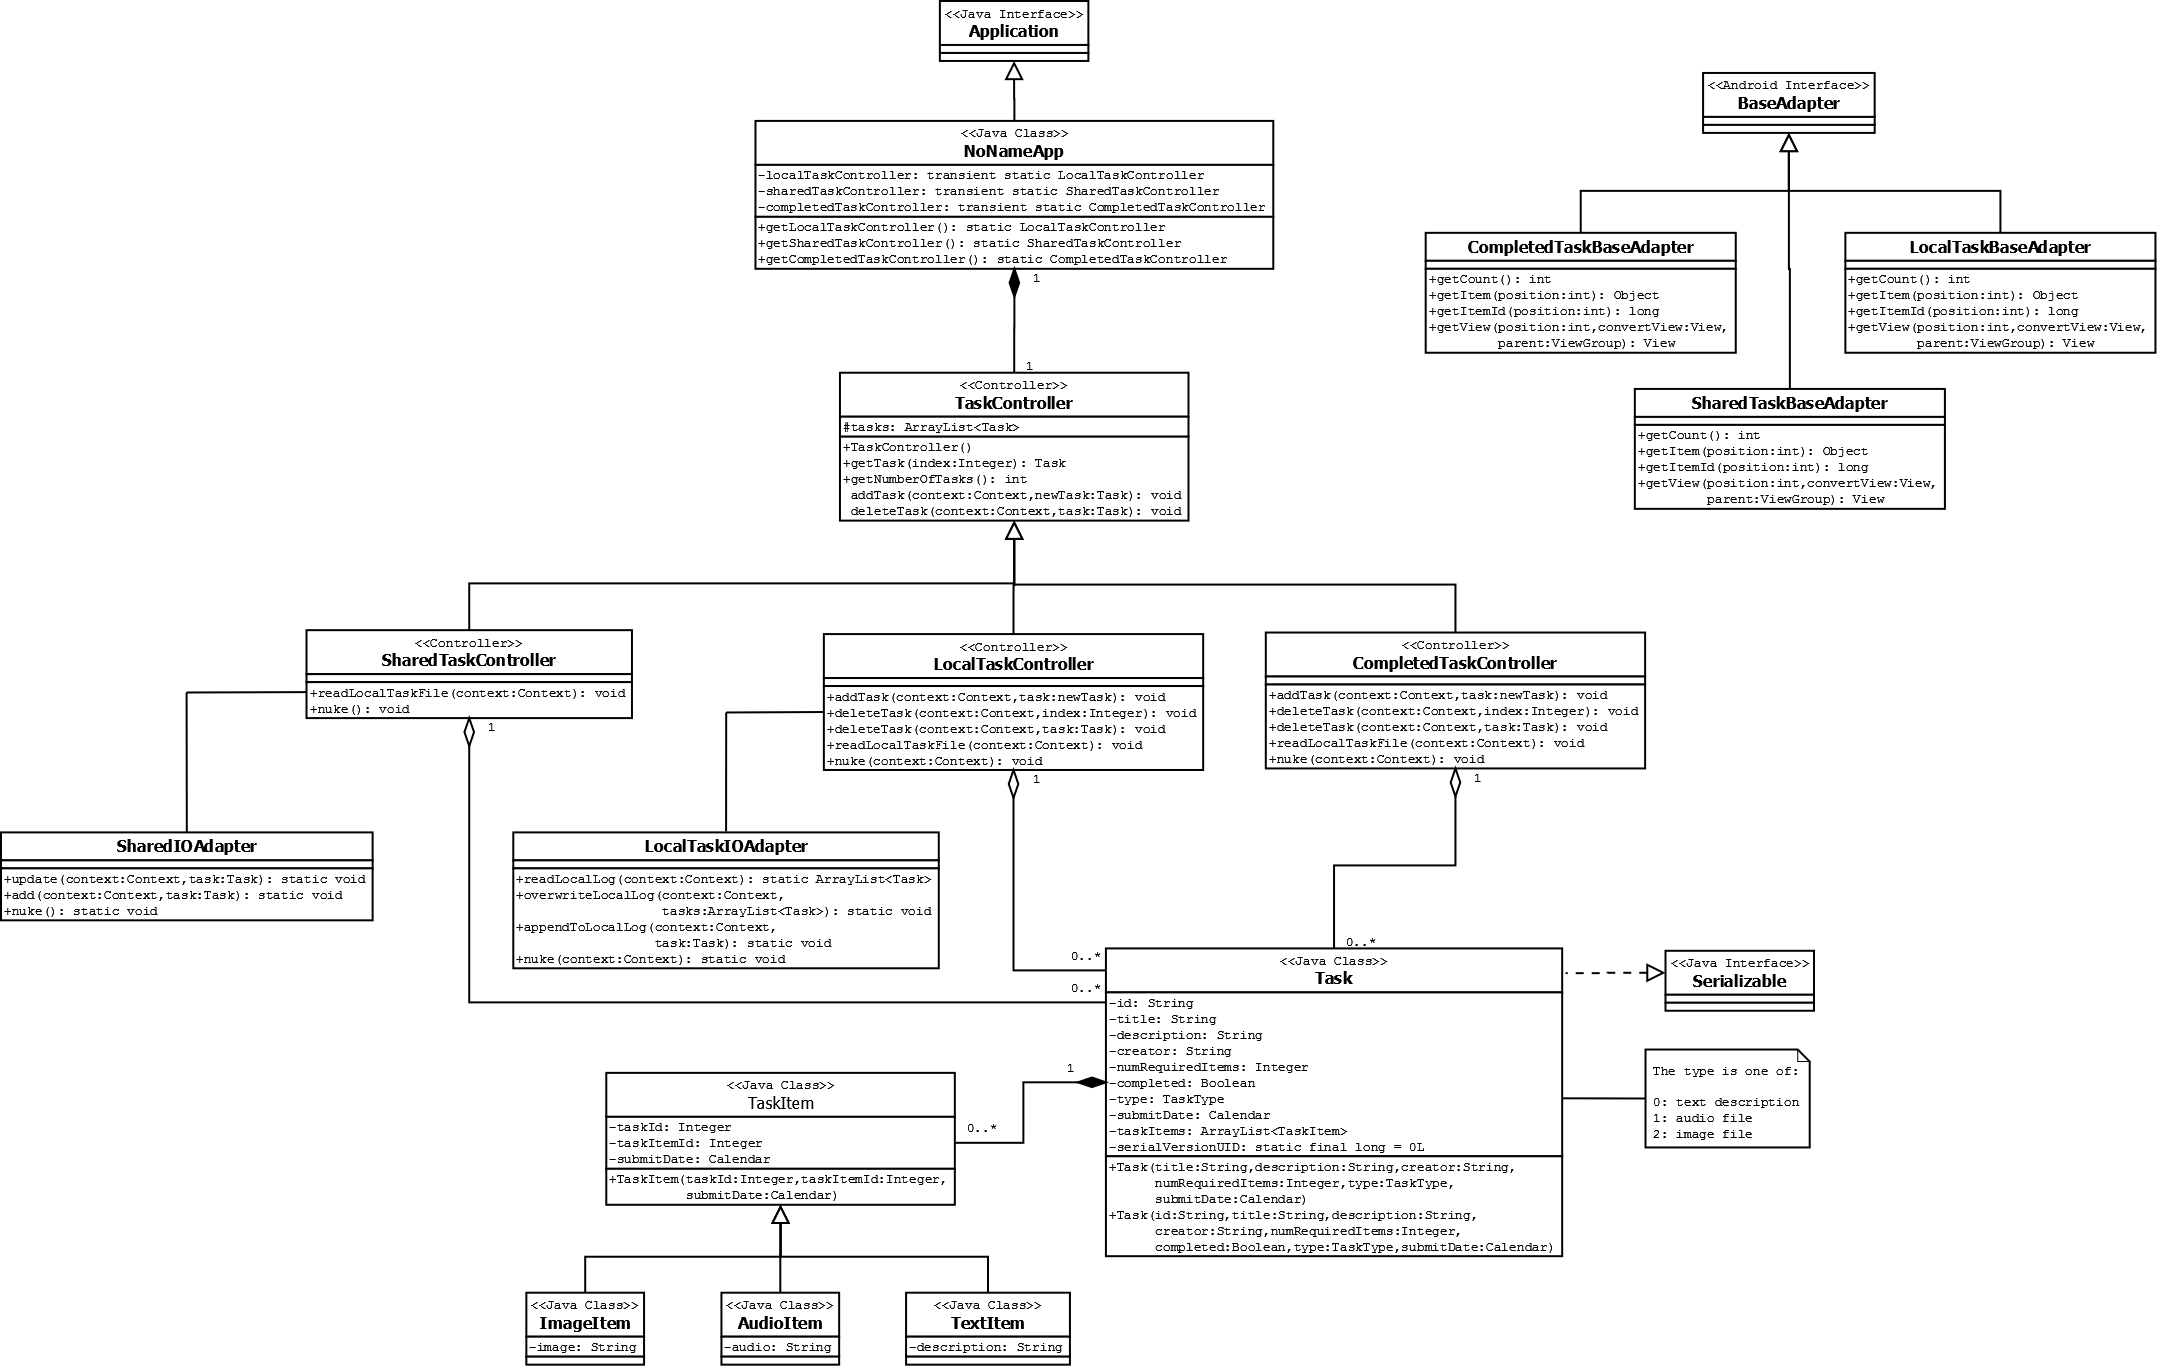 <<Java Interface>>
Application
<<Java Class>>
NoNameApp
-localTaskController: transient static LocalTaskController
-sharedTaskController: transient static SharedTaskController
-completedTaskController: transient static CompletedTaskController
+getLocalTaskController(): static LocalTaskController
+getSharedTaskController(): static SharedTaskController
+getCompletedTaskController(): static CompletedTaskController
1
1
<<Controller>>
TaskController
#tasks: ArrayList<Task>
+TaskController()
+getTask(index:Integer): Task
+getNumberOfTasks(): int
addTask(context:Context,newTask:Task): void
deleteTask(context:Context,task:Task): void
<<Android Interface>>
BaseAdapter
CompletedTaskBaseAdapter
+getCount(): int
+getItem(position:int): Object
+getItemId(position:int): long
+getView(position:int,convertView:View,
parent:ViewGroup): View
LocalTaskBaseAdapter
+getCount(): int
+getItem(position:int): Object
+getItemId(position:int): long
+getView(position:int,convertView:View,
parent:ViewGroup): View
SharedTaskBaseAdapter
+getCount(): int
+getItem(position:int): Object
+getItemId(position:int): long
+getView(position:int,convertView:View,
parent:ViewGroup): View
<<Controller>>
SharedTaskController
+readLocalTaskFile(context:Context): void
+nuke(): void
1
<<Controller>>
LocalTaskController
+addTask(context:Context,task:newTask): void
+deleteTask(context:Context,index:Integer): void
+deleteTask(context:Context,task:Task): void
+readLocalTaskFile(context:Context): void
+nuke(context:Context): void
1
<<Controller>>
CompletedTaskController
+addTask(context:Context,task:newTask): void
+deleteTask(context:Context,index:Integer): void
+deleteTask(context:Context,task:Task): void
+readLocalTaskFile(context:Context): void
+nuke(context:Context): void
1
SharedIOAdapter
+update(context:Context,task:Task): static void
+add(context:Context,task:Task): static void
+nuke(): static void
LocalTaskIOAdapter
+readLocalLog(context:Context): static ArrayList<Task>
+overwriteLocalLog(context:Context,
tasks:ArrayList<Task>): static void
+appendToLocalLog(context:Context,
task:Task): static void
+nuke(context:Context): static void
0..*
0..*
0..*
<<Java Class>>
Task
-id: String
-title: String
-description: String
-creator: String
-numRequiredItems: Integer
-completed: Boolean
-type: TaskType
-submitDate: Calendar
-taskItems: ArrayList<TaskItem>
-serialVersionUID: static final long = 0L
+Task(title:String,description:String,creator:String,
numRequiredItems:Integer,type:TaskType,
submitDate:Calendar)
+Task(id:String,title:String,description:String,
creator:String,numRequiredItems:Integer,
completed:Boolean,type:TaskType,submitDate:Calendar)
<<Java Interface>>
Serializable
The type is one of:
0: text description
1: audio file
2: image file
1
0..*
<<Java Class>>
TaskItem
-taskId: Integer
-taskItemId: Integer
-submitDate: Calendar
+TaskItem(taskId:Integer,taskItemId:Integer,
submitDate:Calendar)
<<Java Class>>
ImageItem
-image: String
<<Java Class>>
AudioItem
-audio: String
<<Java Class>>
TextItem
-description: String